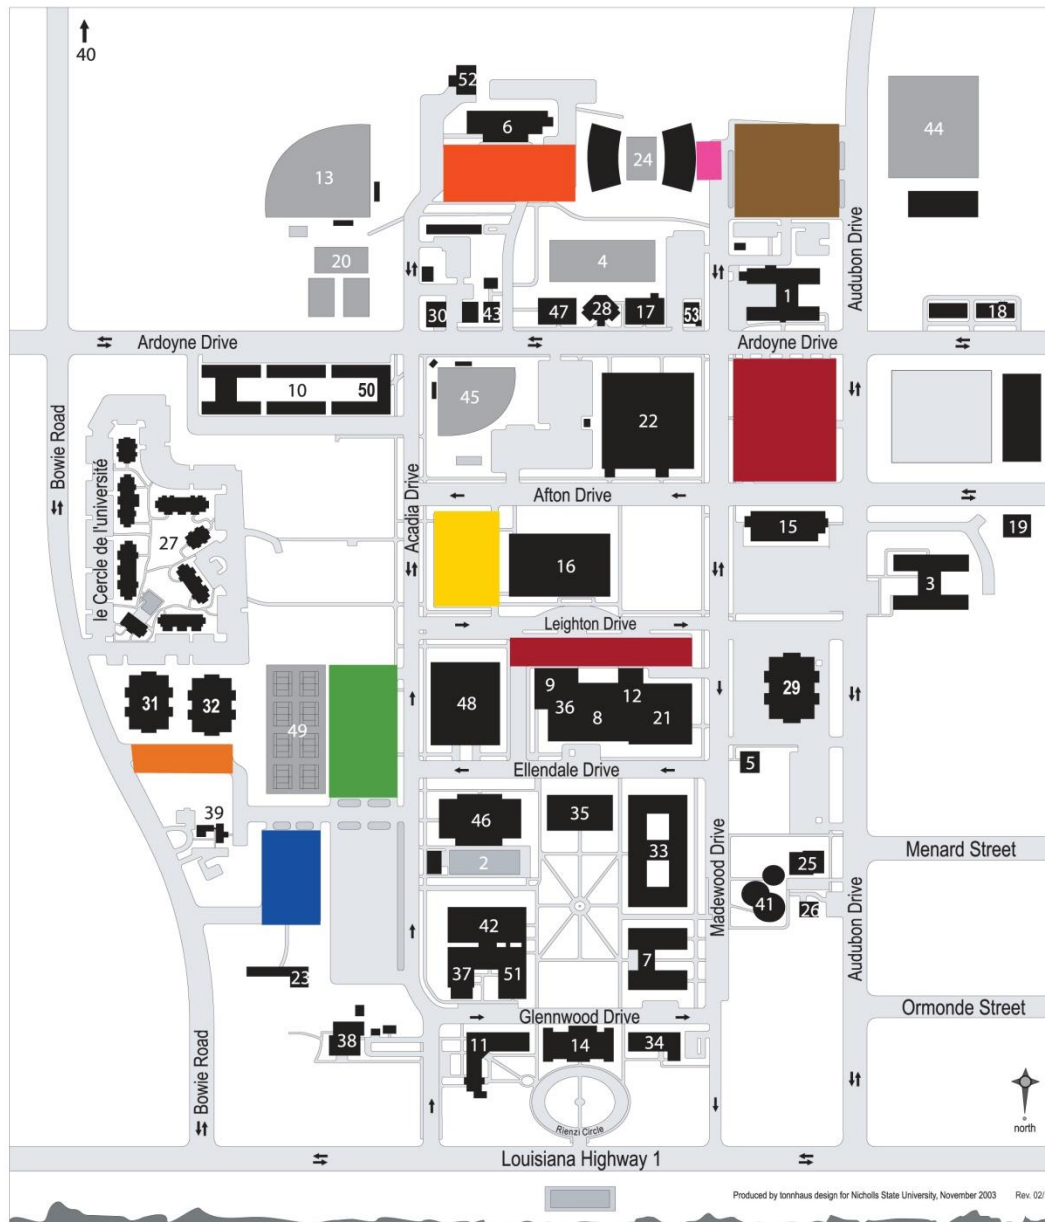 40
52
6
24
44
13
20
4
1
30
43
47
28
17
53
18
Ardoyne Drive
Ardoyne Drive
Audubon Drive
10
50
45
22
Bowie Road
le Cercle de l'université
27
Acadia Drive
Afton Drive
15
19
16
3
Leighton Drive
31
32
49
48
9
36
8
12
21
29
Ellendale Drive
5
39
46
35
33
2
Madewood Drive
25
41
26
Menard Street
Audubon Drive
42
37
51
7
23
Glennwood Drive
Ormonde Street
38
11
14
34
Bowie Road
Rienzi Circle
north
Louisiana Highway 1
Produced by tonnhaus design for Nicholls State University, November 2003
Rev. 02/